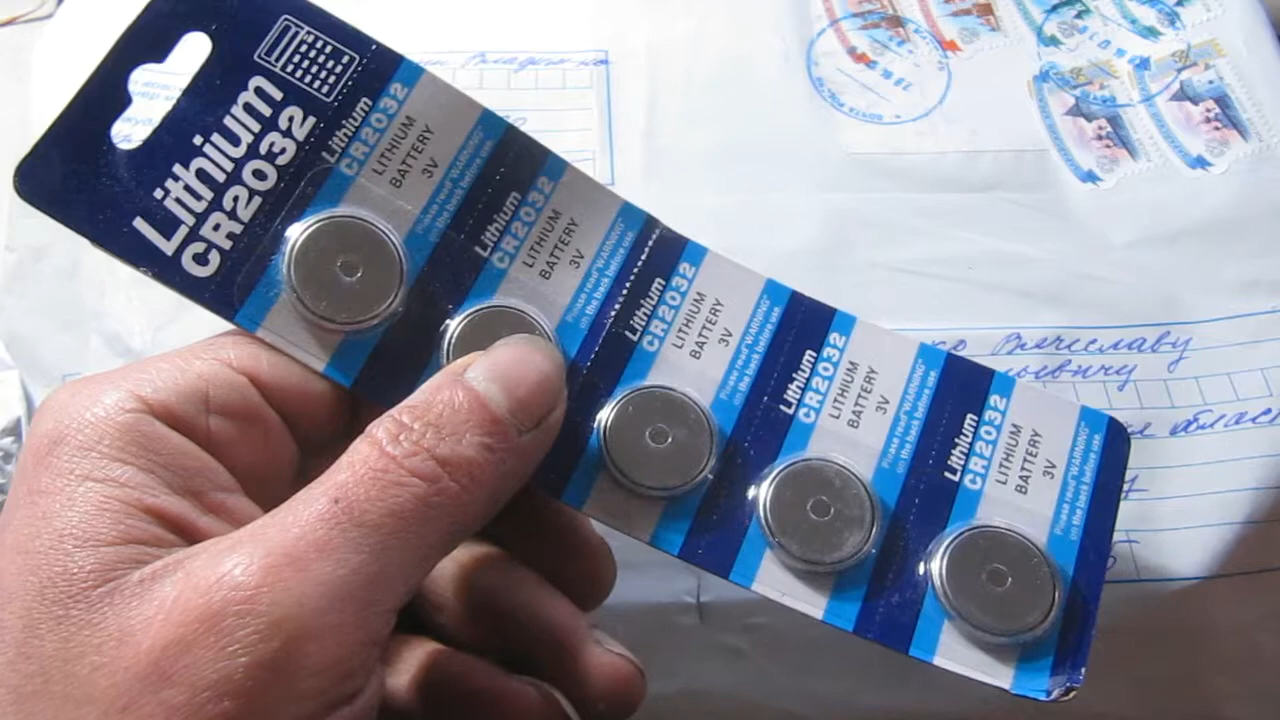 Lithium
CR2032
Lithium
CR2032
LITHIUM
BATTERY
3V
Please read"WARNING"
on the back before use.
Lithium
CR2032
LITHIUM
BATTERY
3V
Please read"WARNING"
on the back before use.
Lithium
CR2032
LITHIUM
BATTERY
3V
Please read"WARNING"
on the back before use.
Lithium
CR2032
LITHIUM
BATTERY
3V
Please read"WARNING"
on the back before use.
Lithium
CR2032
LITHIUM
BATTERY
3V
Please read"WARNING"
on the back before use.
Вячеславу